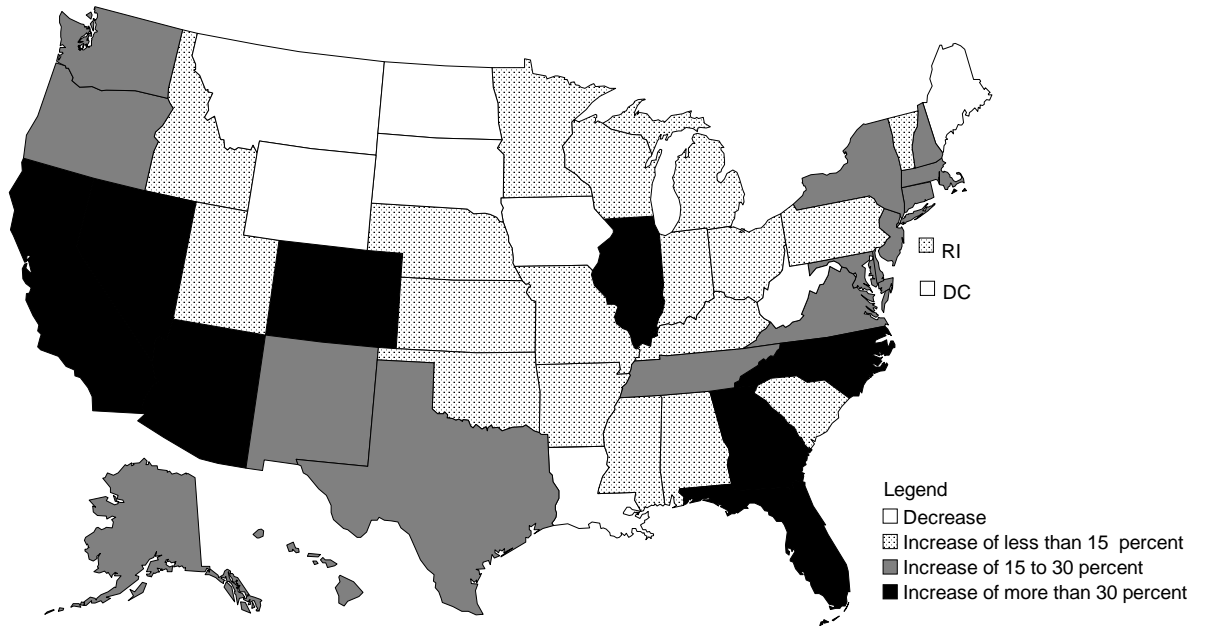 RI
DC
Legend
Decrease
Increase of less than 15 percent
Increase of 15 to 30 percent
Increase of more than 30 percent